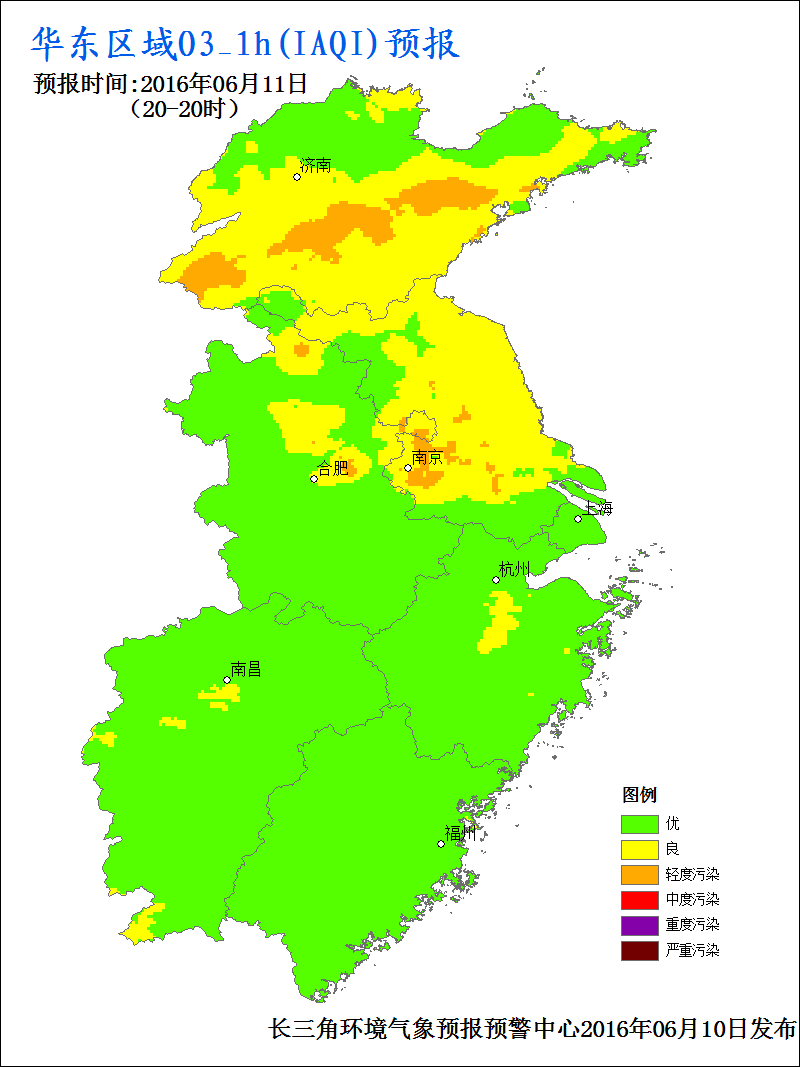 华东区域O3_1h(IAQI)预报
预报时间:2016年06月11日
（20-20时）
济南
南京
合肥
上海
杭州
南昌
福州
图例
优
良
轻度污染
中度污染
重度污染
严重污染
长三角环境气象预报预警中心2016年06月10日发布